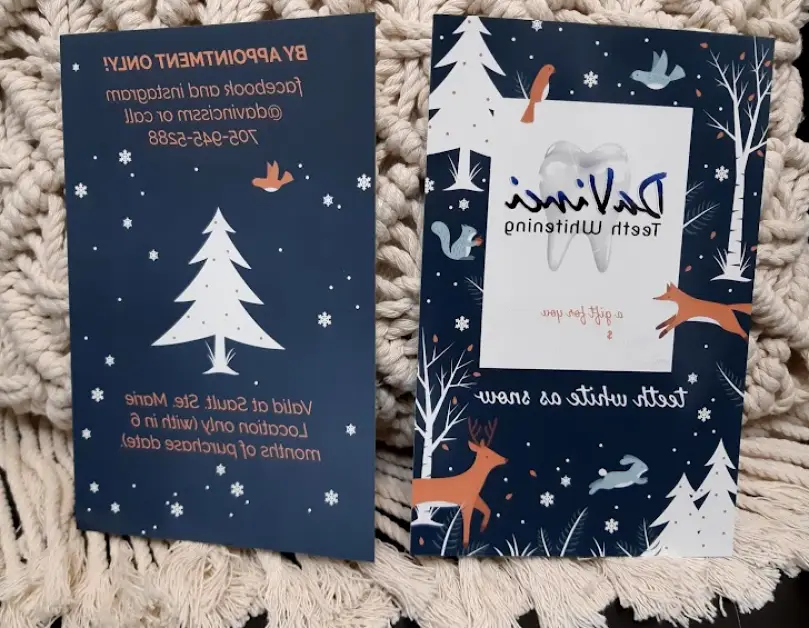 BY APPOINTMENT ONLY!
facebook and instagram
@davincissm or call
705-945-5288
Valid at Sault. Ste. Marie
Location only (with in 6
months of purchase date).
DaVinci
Teeth Whitening
a gift for you
$
teeth white as snow